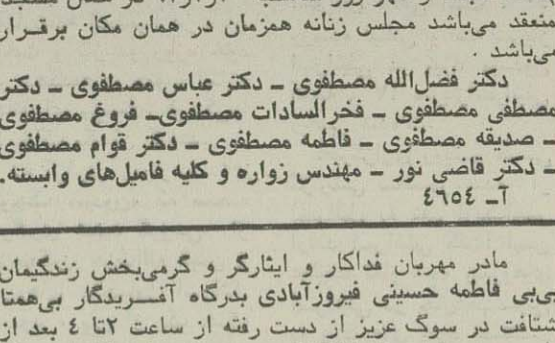 منعقد می‌باشد مجلس زنانه همزمان در همان مکان برقرار
می‌باشد .
دکتر فضل‌الله مصطفوی ـ دکتر عباس مصطفوی ـ دکتر
مصطفی مصطفوی ـ فخرالسادات مصطفوی ـ فروغ مصطفوی
ـ صدیقه مصطفوی ـ فاطمه مصطفوی ـ دکتر قوام مصطفوی
ـ دکتر قاضی نور ـ مهندس زواره و کلیه فامیل‌های وابسته.
آـ ٤٦٥٤
مادر مهربان فداکار و ایثارگر و گرمی‌بخش زندگیمان
بی‌بی فاطمه حسینی فیروزآبادی بدرگاه آفریدگار بی‌همتا
شتافت در سوگ عزیز از دست رفته از ساعت ٢تا ٤ بعد از